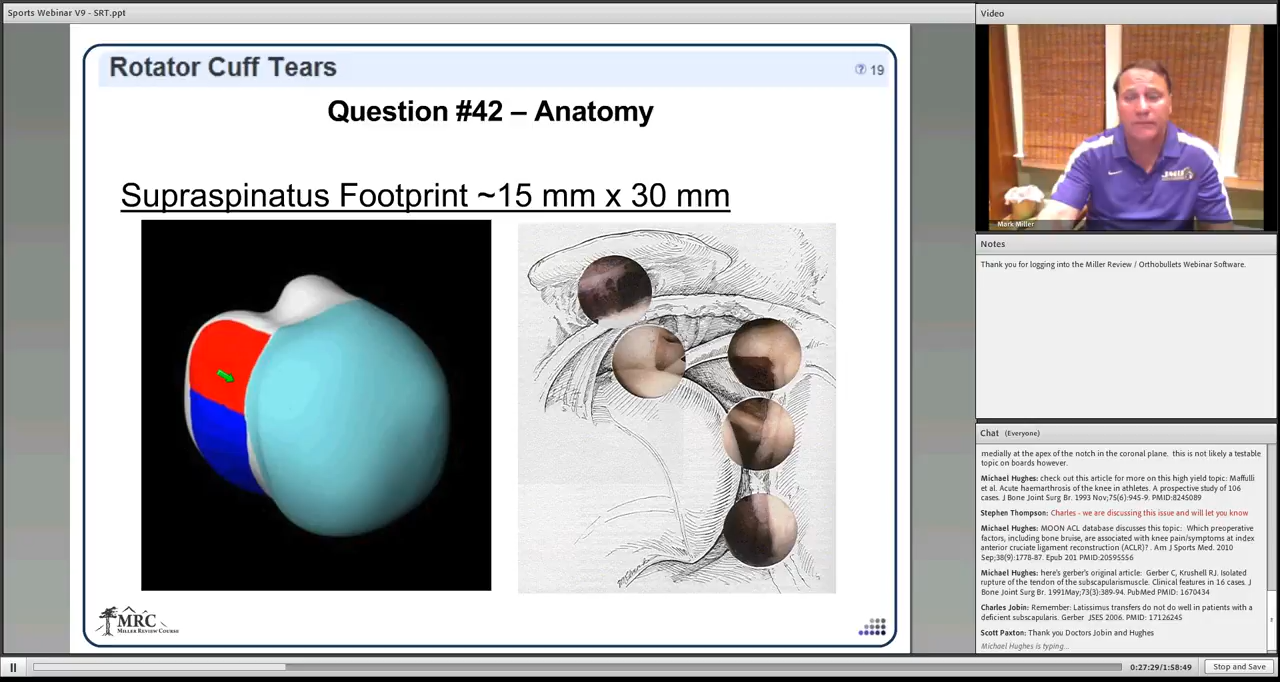 Sports Webinar V9 - SRT.ppt
Rotator Cuff Tears
19
Question #42 – Anatomy
Supraspinatus Footprint ~15 mm x 30 mm
MRC
MILLER REVIEW COURSE
Video
Mark Miller
Notes
Thank you for logging into the Miller Review / Orthobullets Webinar Software.
Chat (Everyone)
medially at the apex of the notch in the coronal plane. this is not likely a testable
topic on boards however.
Michael Hughes: check out this article for more on this high yield topic: Maffulli
et al. Acute haemarthrosis of the knee in athletes. A prospective study of 106
cases. J Bone Joint Surg Br. 1993 Nov;75(6):945-9. PMID:8245089
Stephen Thompson: Charles - we are discussing this issue and will let you know
Michael Hughes: MOON ACL database discusses this topic: Which preoperative
factors, including bone bruise, are associated with knee pain/symptoms at index
anterior cruciate ligament reconstruction (ACLR)? . Am J Sports Med. 2010
Sep;38(9):1778-87. Epub 201 PMID:20595556
Michael Hughes: here's gerber's original article: Gerber C, Krushell RJ. Isolated
rupture of the tendon of the subscapularismuscle. Clinical features in 16 cases. J
Bone Joint Surg Br. 1991May;73(3):389-94. PubMed PMID: 1670434
Charles Jobin: Remember: Latissimus transfers do not do well in patients with a
deficient subscapularis. Gerber JSES 2006. PMID: 17126245
Scott Paxton: Thank you Doctors Jobin and Hughes
Michael Hughes is typing...
0:27:29/1:58:49
Stop and Save